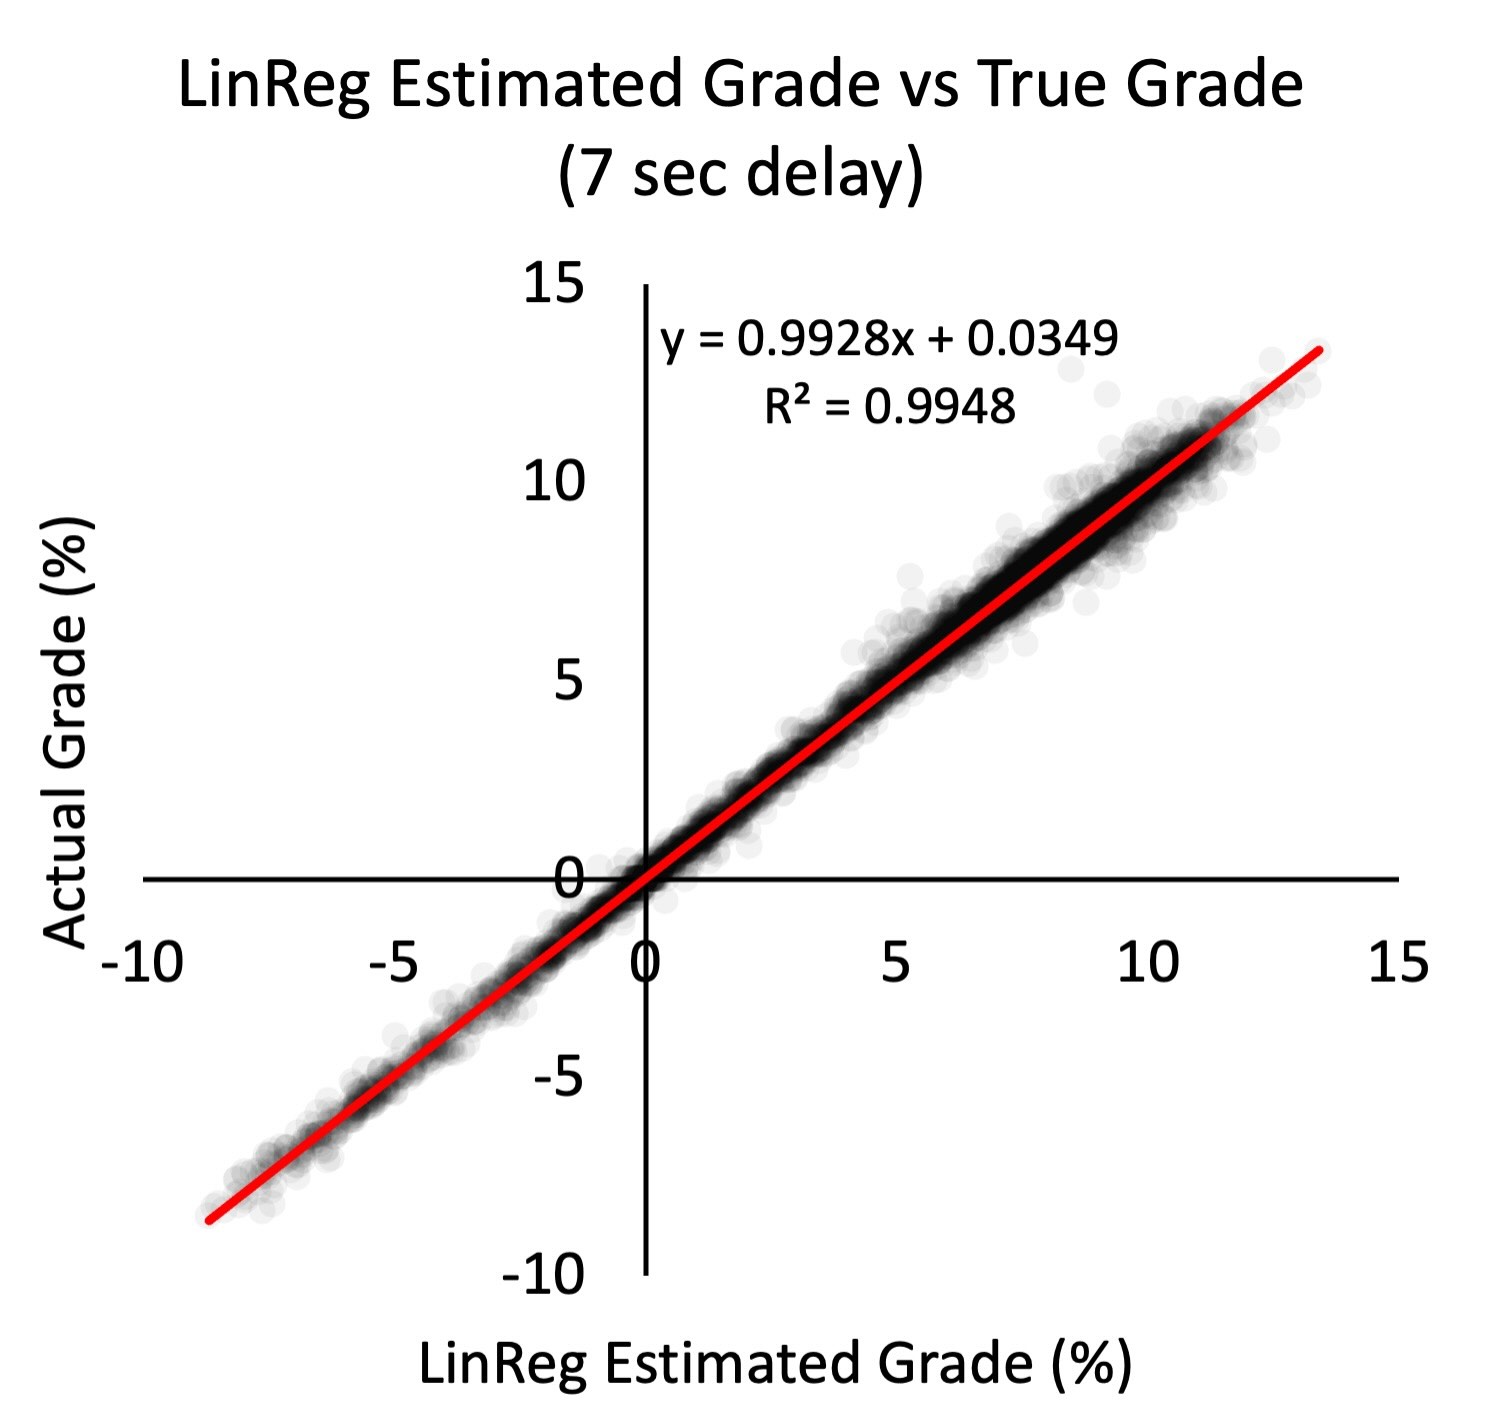 LinReg Estimated Grade vs True Grade
(7 sec delay)
15
y = 0.9928x + 0.0349
R² = 0.9948
10
5
0
Actual Grade (%)
-10 -5 0 5 10 15
-5
-10
LinReg Estimated Grade (%)